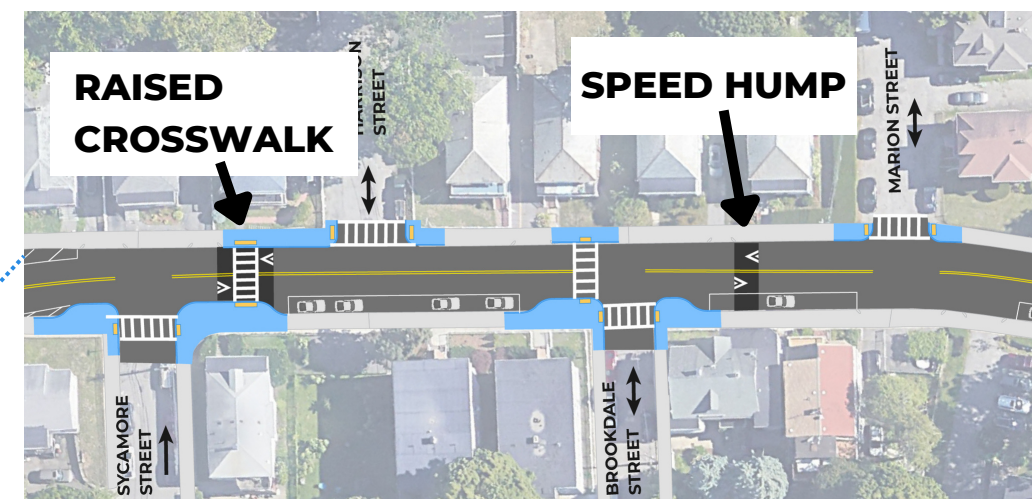 RAISED
CROSSWALK
HARRISON
STREET
SPEED HUMP
MARION STREET
SYCAMORE
STREET
BROOKDALE
STREET